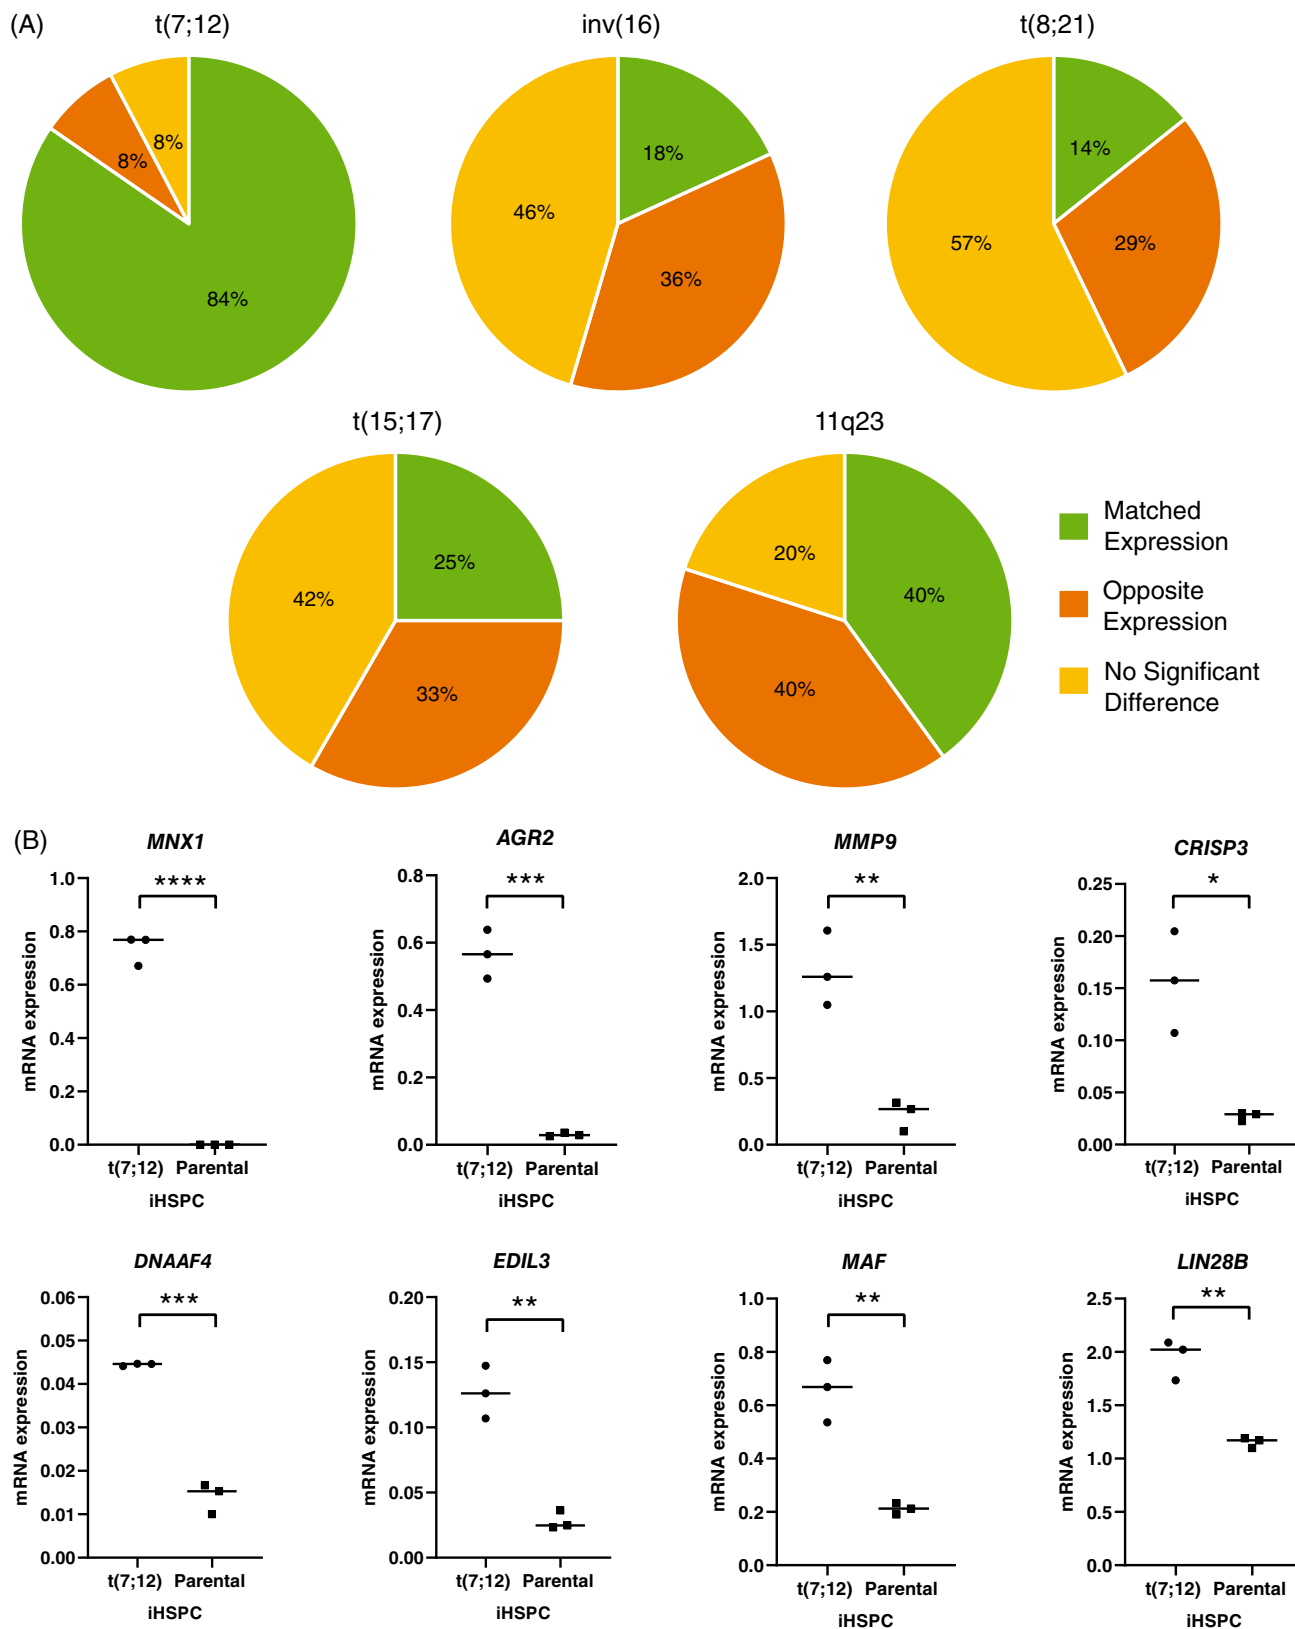 (A)
t(7;12)
inv(16)
t(8;21)
8%
8%
84%
18%
46%
36%
14%
57%
29%
t(15;17)
11q23
25%
42%
33%
20%
40%
40%
Matched
Expression
Opposite
Expression
No Significant
Difference
(B)
MNX1
****
mRNA expression
1.0
0.8
0.6
0.4
0.2
0.0
t(7;12) Parental
iHSPC
AGR2
***
mRNA expression
0.8
0.6
0.4
0.2
0.0
t(7;12) Parental
iHSPC
MMP9
**
mRNA expression
2.0
1.5
1.0
0.5
0.0
t(7;12) Parental
iHSPC
CRISP3
*
mRNA expression
0.25
0.20
0.15
0.10
0.05
0.00
t(7;12) Parental
iHSPC
DNAAF4
***
mRNA expression
0.06
0.05
0.04
0.03
0.02
0.01
0.00
t(7;12) Parental
iHSPC
EDIL3
**
mRNA expression
0.20
0.15
0.10
0.05
0.00
t(7;12) Parental
iHSPC
MAF
**
mRNA expression
1.0
0.8
0.6
0.4
0.2
0.0
t(7;12) Parental
iHSPC
LIN28B
**
mRNA expression
2.5
2.0
1.5
1.0
0.5
0.0
t(7;12) Parental
iHSPC